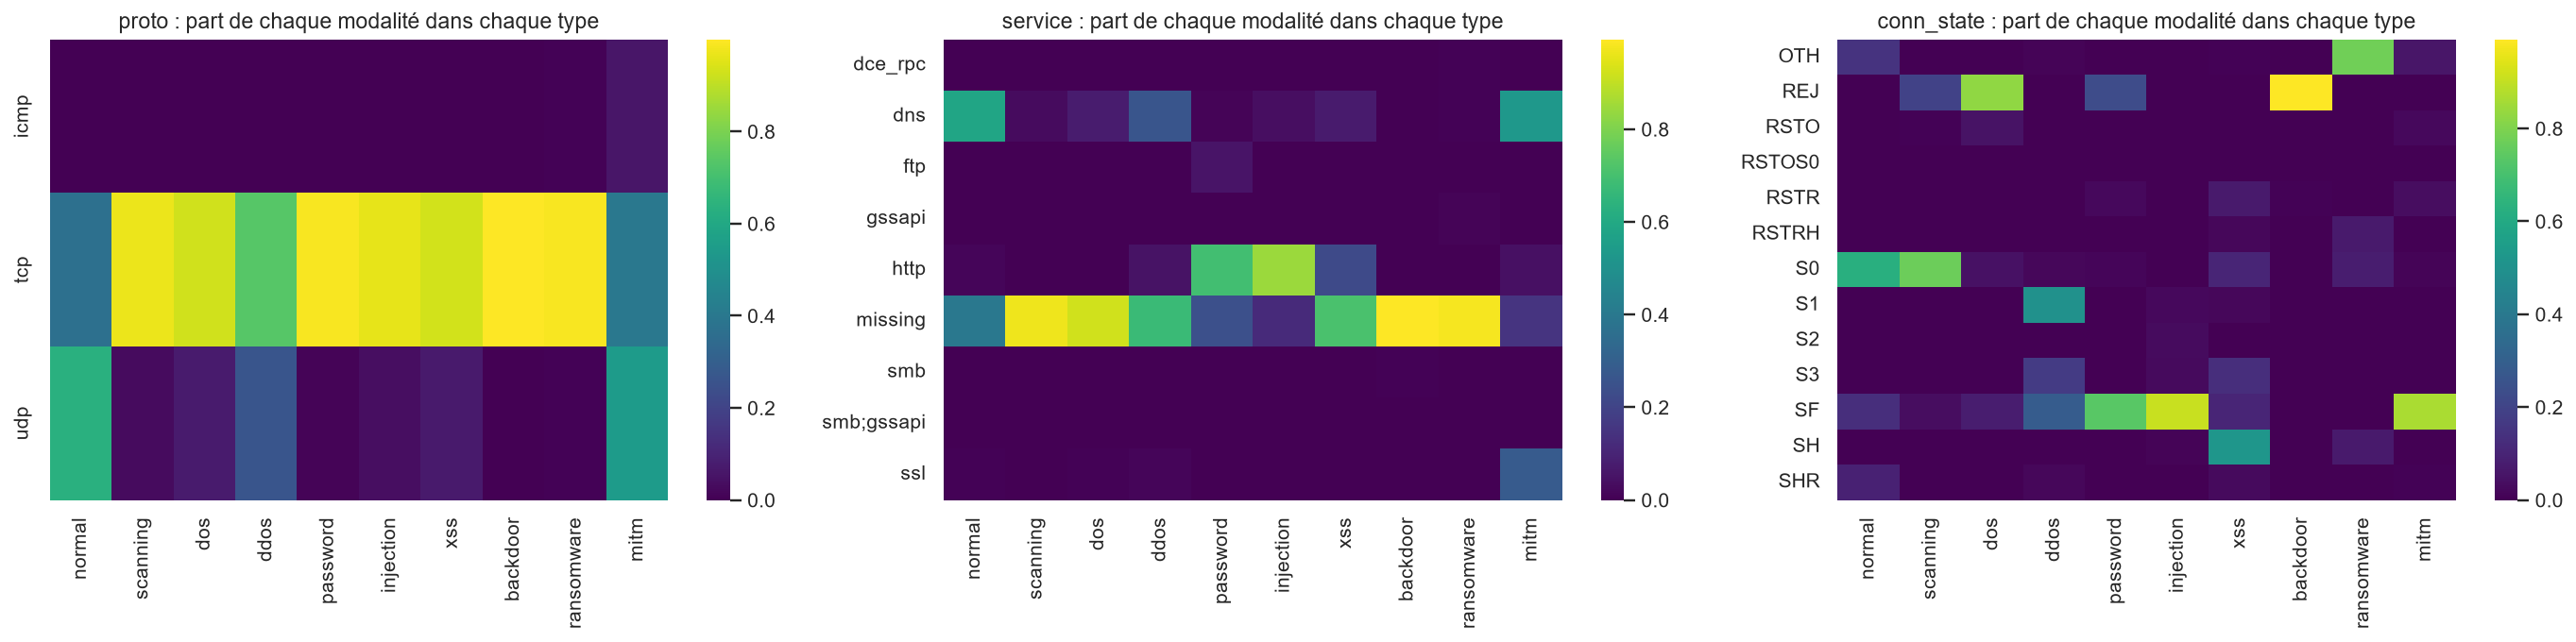 proto : part de chaque modalité dans chaque type
icmp
tcp
udp
normal
scanning
dos
ddos
password
injection
xss
backdoor
ransomware
mitm
0.8
0.6
0.4
0.2
0.0
service : part de chaque modalité dans chaque type
dce_rpc
dns
ftp
gssapi
http
missing
smb
smb;gssapi
ssl
normal
scanning
dos
ddos
password
injection
xss
backdoor
ransomware
mitm
0.8
0.6
0.4
0.2
0.0
conn_state : part de chaque modalité dans chaque type
OTH
REJ
RSTO
RSTOS0
RSTR
RSTRH
S0
S1
S2
S3
SF
SH
SHR
normal
scanning
dos
ddos
password
injection
xss
backdoor
ransomware
mitm
0.8
0.6
0.4
0.2
0.0